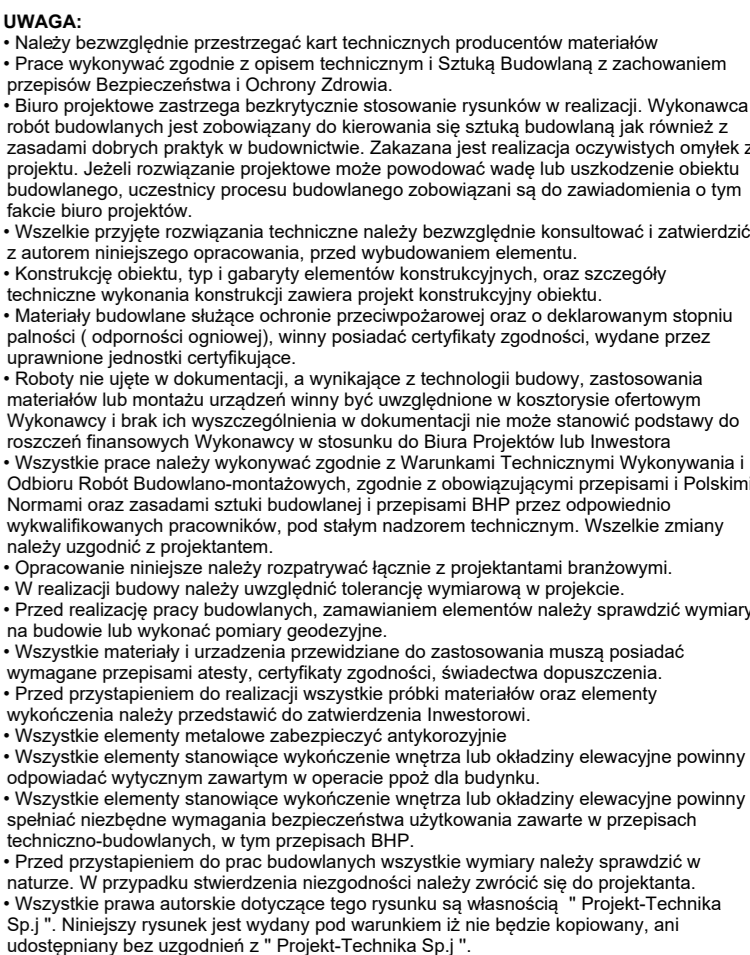 UWAGA:
• Należy bezwzględnie przestrzegać kart technicznych producentów materiałów
• Prace wykonywać zgodnie z opisem technicznym i Sztuką Budowlaną z zachowaniem
przepisów Bezpieczeństwa i Ochrony Zdrowia.
• Biuro projektowe zastrzega bezkrytycznie stosowanie rysunków w realizacji. Wykonawca
robót budowlanych jest zobowiązany do kierowania się sztuką budowlaną jak również z
zasadami dobrych praktyk w budownictwie. Zakazana jest realizacja oczywistych omyłek z
projektu. Jeżeli rozwiązanie projektowe może powodować wadę lub uszkodzenie obiektu
budowlanego, uczestnicy procesu budowlanego zobowiązani są do zawiadomienia o tym
fakcie biuro projektów.
• Wszelkie przyjęte rozwiązania techniczne należy bezwzględnie konsultować i zatwierdzić
z autorem niniejszego opracowania, przed wybudowaniem elementu.
• Konstrukcję obiektu, typ i gabaryty elementów konstrukcyjnych, oraz szczegóły
techniczne wykonania konstrukcji zawiera projekt konstrukcyjny obiektu.
• Materiały budowlane służące ochronie przeciwpożarowej oraz o deklarowanym stopniu
palności ( odporności ogniowej), winny posiadać certyfikaty zgodności, wydane przez
uprawnione jednostki certyfikujące.
• Roboty nie ujęte w dokumentacji, a wynikające z technologii budowy, zastosowania
materiałów lub montażu urządzeń winny być uwzględnione w kosztorysie ofertowym
Wykonawcy i brak ich wyszczególnienia w dokumentacji nie może stanowić podstawy do
roszczeń finansowych Wykonawcy w stosunku do Biura Projektów lub Inwestora
• Wszystkie prace należy wykonywać zgodnie z Warunkami Technicznymi Wykonywania i
Odbioru Robót Budowlano-montażowych, zgodnie z obowiązującymi przepisami i Polskimi
Normami oraz zasadami sztuki budowlanej i przepisami BHP przez odpowiednio
wykwalifikowanych pracowników, pod stałym nadzorem technicznym. Wszelkie zmiany
należy uzgodnić z projektantem.
• Opracowanie niniejsze należy rozpatrywać łącznie z projektantami branżowymi.
• W realizacji budowy należy uwzględnić tolerancję wymiarową w projekcie.
• Przed realizację pracy budowlanych, zamawianiem elementów należy sprawdzić wymiary
na budowie lub wykonać pomiary geodezyjne.
• Wszystkie materiały i urzadzenia przewidziane do zastosowania muszą posiadać
wymagane przepisami atesty, certyfikaty zgodności, świadectwa dopuszczenia.
• Przed przystapieniem do realizacji wszystkie próbki materiałów oraz elementy
wykończenia należy przedstawić do zatwierdzenia Inwestorowi.
• Wszystkie elementy metalowe zabezpieczyć antykorozyjnie
• Wszystkie elementy stanowiące wykończenie wnętrza lub okładziny elewacyjne powinny
odpowiadać wytycznym zawartym w operacie ppoż dla budynku.
• Wszystkie elementy stanowiące wykończenie wnętrza lub okładziny elewacyjne powinny
spełniać niezbędne wymagania bezpieczeństwa użytkowania zawarte w przepisach
techniczno-budowlanych, w tym przepisach BHP.
• Przed przystapieniem do prac budowlanych wszystkie wymiary należy sprawdzić w
naturze. W przypadku stwierdzenia niezgodności należy zwrócić się do projektanta.
• Wszystkie prawa autorskie dotyczące tego rysunku są własnością " Projekt-Technika
Sp.j ". Niniejszy rysunek jest wydany pod warunkiem iż nie będzie kopiowany, ani
udostępniany bez uzgodnień z " Projekt-Technika Sp.j ".